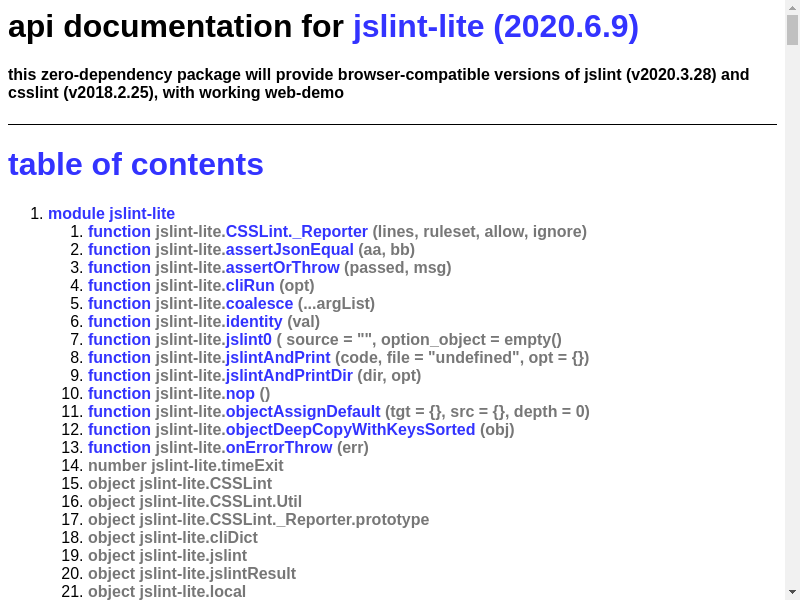 api documentation for jslint-lite (2020.6.9)
this zero-dependency package will provide browser-compatible versions of jslint (v2020.3.28) and
csslint (v2018.2.25), with working web-demo
table of contents
1. module jslint-lite
1. function jslint-lite.CSSLint._Reporter (lines, ruleset, allow, ignore)
2. function jslint-lite.assertJsonEqual (aa, bb)
3. function jslint-lite.assertOrThrow (passed, msg)
4. function jslint-lite.cliRun (opt)
5. function jslint-lite.coalesce (...argList)
6. function jslint-lite.identity (val)
7. function jslint-lite.jslint0 ( source = "", option_object = empty()
8. function jslint-lite.jslintAndPrint (code, file = "undefined", opt = {})
9. function jslint-lite.jslintAndPrintDir (dir, opt)
10. function jslint-lite.nop ()
11. function jslint-lite.objectAssignDefault (tgt = {}, src = {}, depth = 0)
12. function jslint-lite.objectDeepCopyWithKeysSorted (obj)
13. function jslint-lite.onErrorThrow (err)
14. number jslint-lite.timeExit
15. object jslint-lite.CSSLint
16. object jslint-lite.CSSLint.Util
17. object jslint-lite.CSSLint._Reporter.prototype
18. object jslint-lite.cliDict
19. object jslint-lite.jslint
20. object jslint-lite.jslintResult
21. object jslint-lite.local